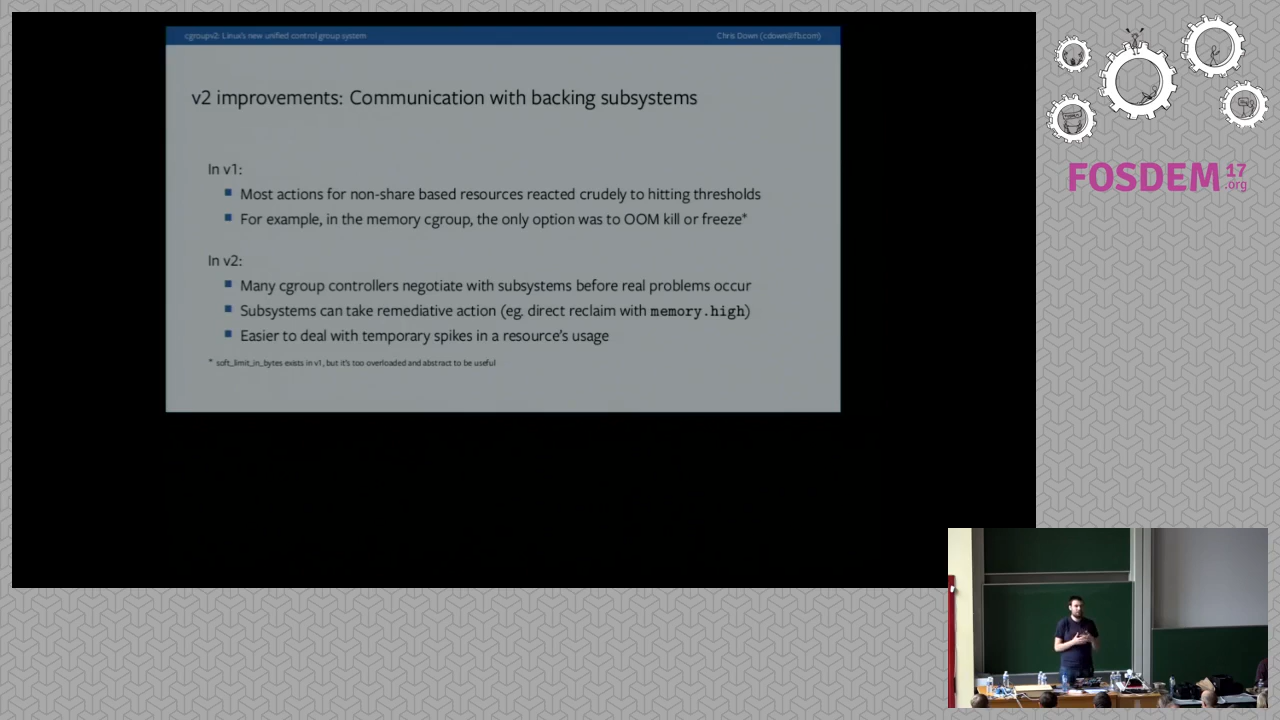 cgroupv2: Linux's new unified control group system
Chris Down (cdown@fb.com)
v2 improvements: Communication with backing subsystems
In v1:
Most actions for non-share based resources reacted crudely to hitting thresholds
For example, in the memory cgroup, the only option was to OOM kill or freeze*
In v2:
Many cgroup controllers negotiate with subsystems before real problems occur
Subsystems can take remediative action (eg. direct reclaim with memory.high)
Easier to deal with temporary spikes in a resource's usage
* soft_limit_in_bytes exists in v1, but it's too overloaded and abstract to be useful
FOSDEM 17
.org